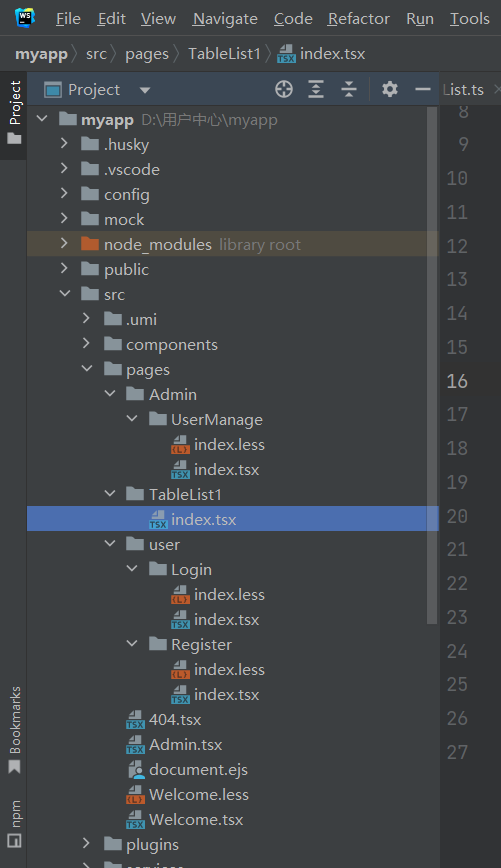 WS
File Edit View Navigate Code Refactor Run Tools
myapp src pages TableList1 index.tsx
Project
Project
List.ts
myapp D:\用户中心\myapp
.husky
.vscode
config
mock
node_modules library root
public
src
.umi
components
pages
Admin
UserManage
index.less
index.tsx
TableList1
index.tsx
user
Login
index.less
index.tsx
Register
index.less
index.tsx
404.tsx
Admin.tsx
document.ejs
Welcome.less
Welcome.tsx
plugins
8
9
10
11
12
13
14
15
16
17
18
19
20
21
22
23
24
25
26
27
Bookmarks
npm